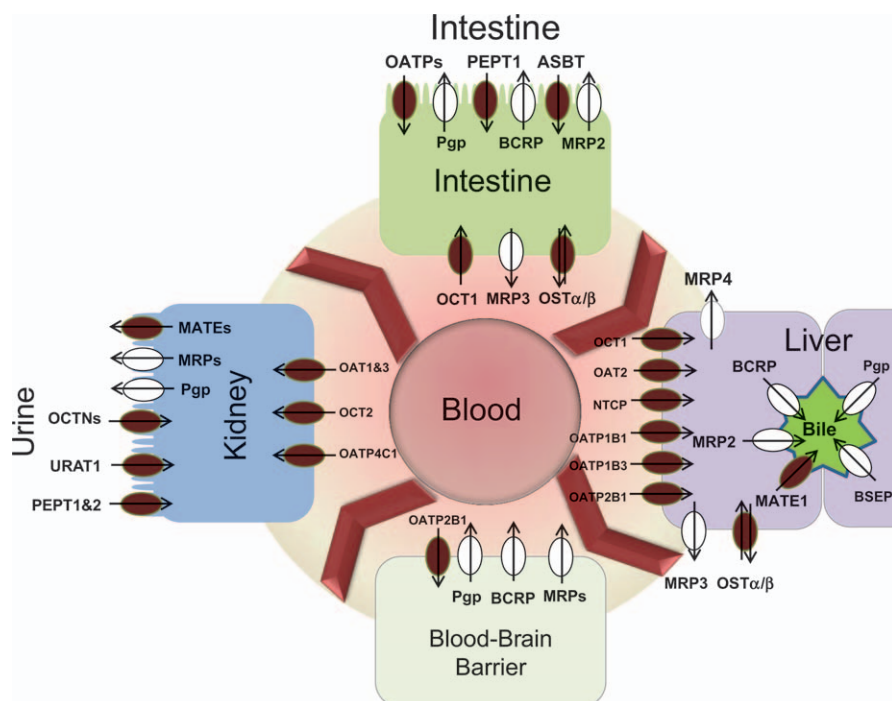 Intestine
OATPs PEPT1 ASBT
Pgp BCRP MRP2
Intestine
OCT1 MRP3 OSTα/β
MRP4
MATEs
MRPs
Pgp
OCTNs
URAT1
PEPT1&2
Urine
Kidney
OAT1&3
OCT2
OATP4C1
Blood
OCT1
OAT2
NTCP
OATP1B1
OATP1B3
OATP2B1
Liver
BCRP
Pgp
MRP2
Bile
MATE1
BSEP
MRP3 OSTα/β
OATP2B1
Pgp BCRP MRPs
Blood-Brain
Barrier